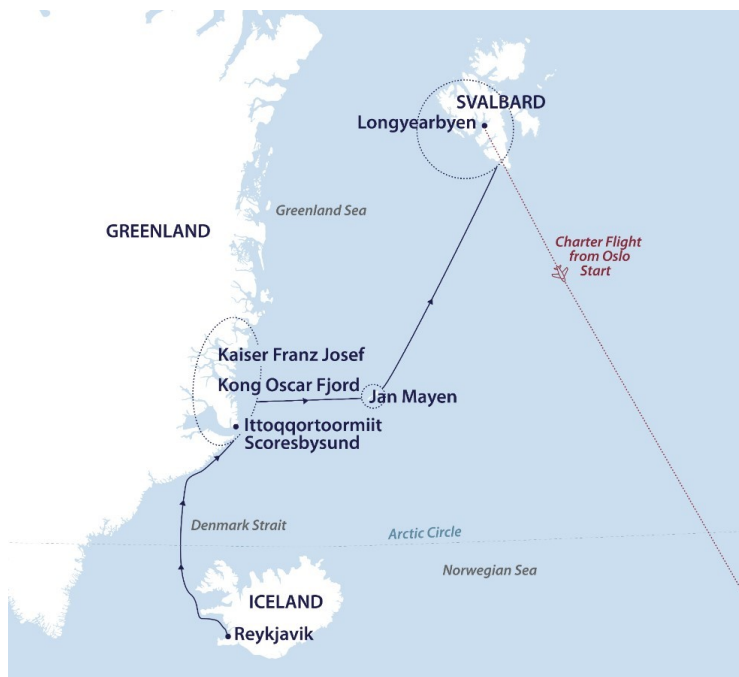 SVALBARD
Longyearbyen
Greenland Sea
GREENLAND
Charter Flight
from Oslo
Start
Kaiser Franz Josef
Kong Oscar Fjord
Jan Mayen
Ittoqqortoormiit
Scoresbysund
Denmark Strait
Arctic Circle
Norwegian Sea
ICELAND
Reykjavik